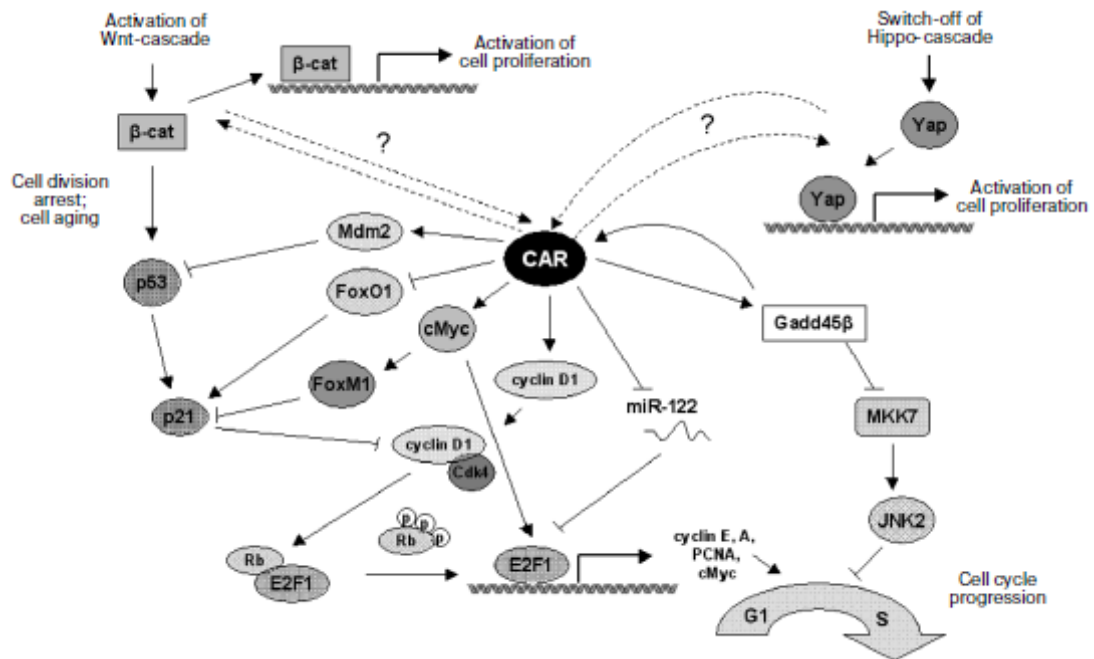 Activation of
Wnt-cascade
Switch-off of
Hippo-cascade
β-cat
Activation of
cell proliferation
β-cat
?
?
Yap
Cell division
arrest;
cell aging
Yap
Activation of
cell proliferation
Mdm2
CAR
p53
FoxO1
cMyc
Gadd45β
FoxM1
cyclin D1
p21
miR-122
MKK7
cyclin D1
Cdk4
p
p
p
Rb
JNK2
Rb
E2F1
E2F1
cyclin E, A,
PCNA,
cMyc
Cell cycle
progression
G1
S